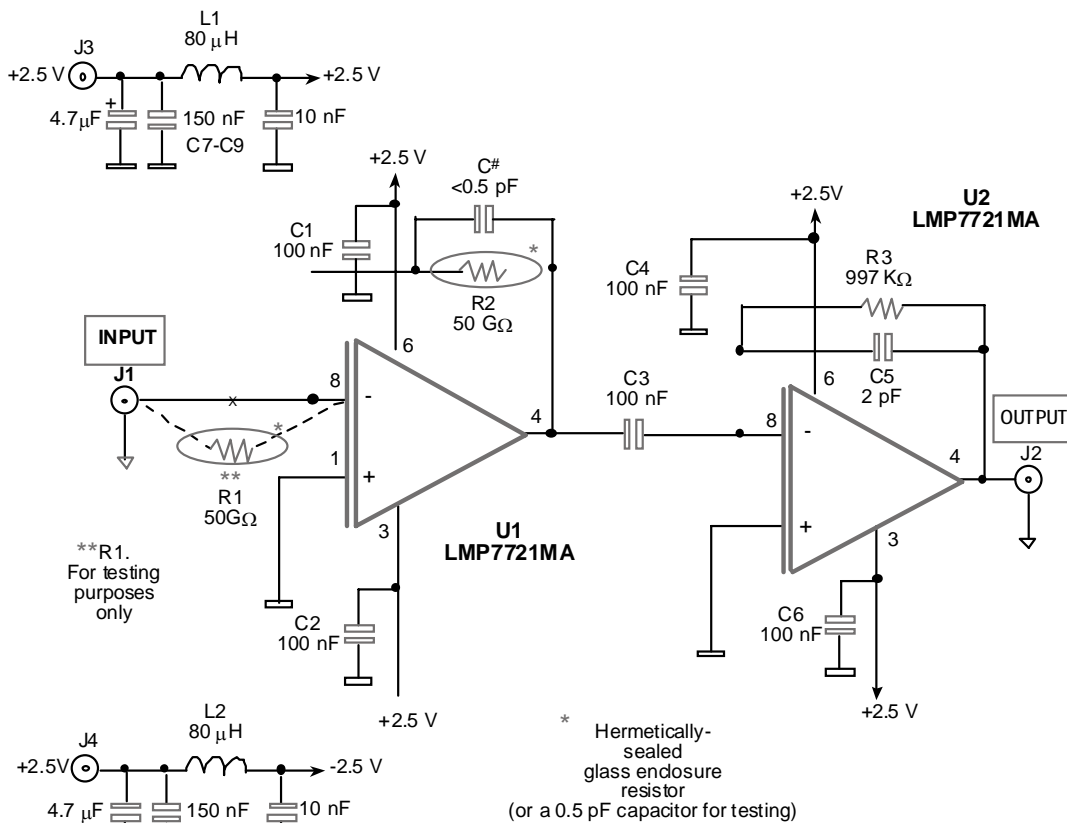 L1
80 μH
J3
+2.5 V
+2.5 V
+
4.7μF
150 nF
10 nF
C7-C9
+2.5 V
C#
<0.5 pF
C1
100 nF
*
R2
50 GΩ
+2.5V
U2
LMP7721MA
C4
100 nF
R3
997 KΩ
INPUT
J1
6
8
-
x
*
**
R1
50GΩ
1
+
4
3
C3
100 nF
C5
2 pF
6
8
-
OUTPUT
4
J2
+
3
U1
LMP7721MA
**R1.
For testing
purposes
only
C2
100 nF
C6
100 nF
+2.5 V
+2.5 V
L2
80 μH
J4
+2.5V
-2.5 V
4.7 μF
150 nF
10 nF
*
Hermetically-
sealed
glass enclosure
resistor
(or a 0.5 pF capacitor for testing)